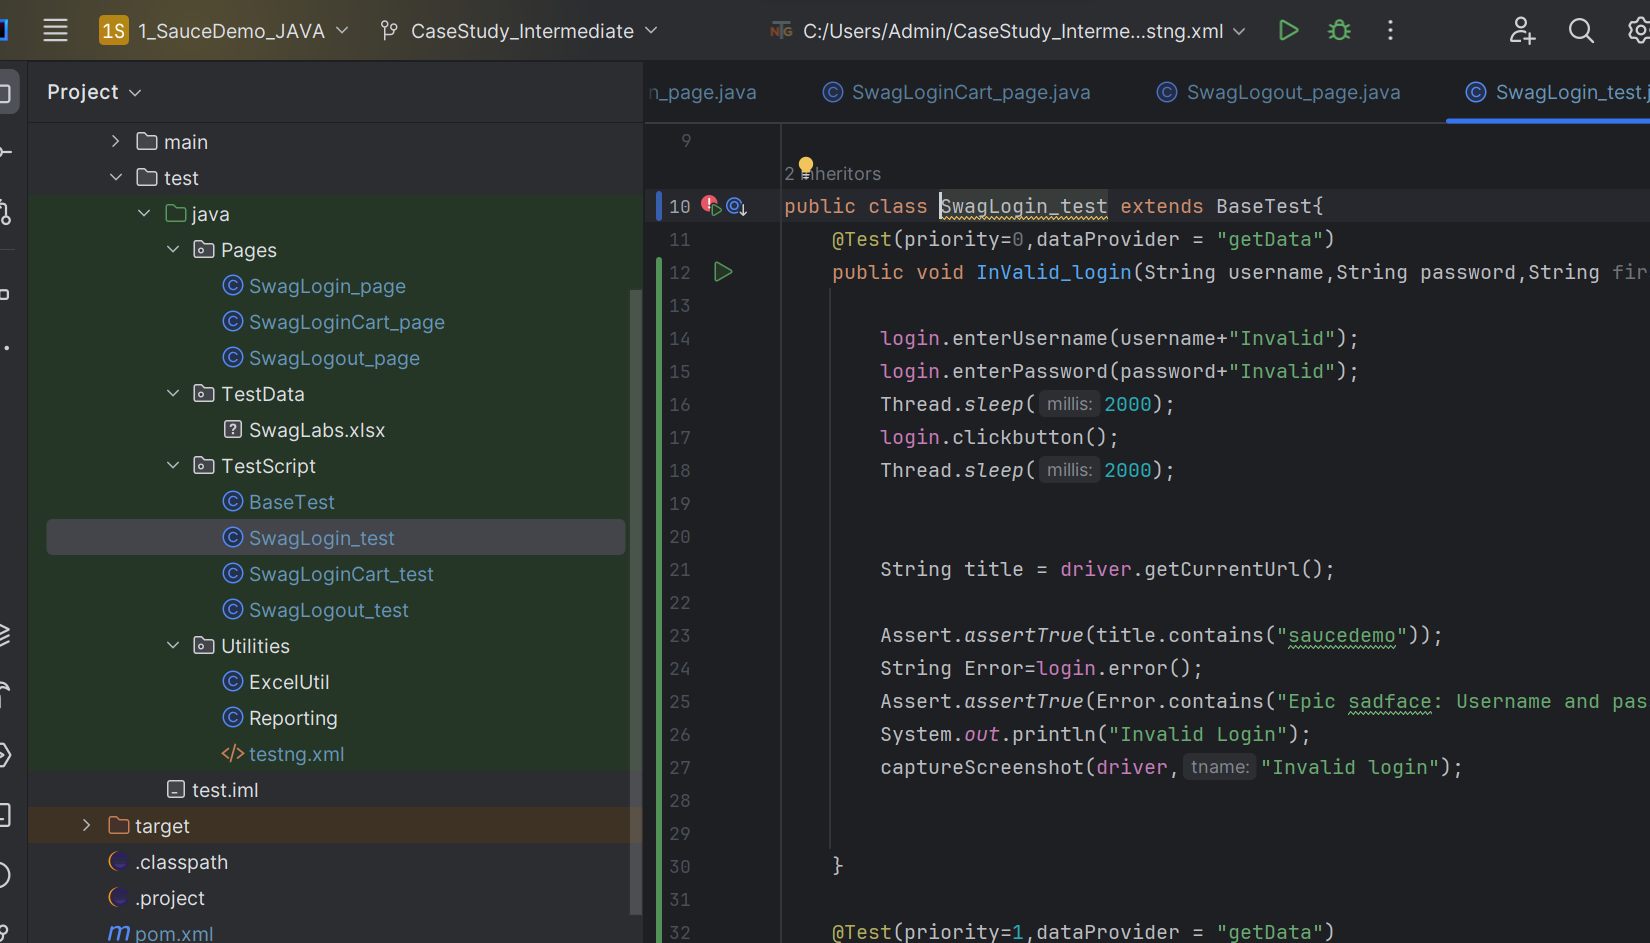 1S 1_SauceDemo_JAVA CaseStudy_Intermediate NG C:/Users/Admin/CaseStudy_Interme...stng.xml
Project
n_page.java SwagLoginCart_page.java SwagLogout_page.java SwagLogin_test.j
main
test
java
Pages
SwagLogin_page
SwagLoginCart_page
SwagLogout_page
TestData
SwagLabs.xlsx
TestScript
BaseTest
SwagLogin_test
SwagLoginCart_test
SwagLogout_test
Utilities
ExcelUtil
Reporting
testng.xml
test.iml
target
.classpath
.project
pom.xml
9
2 inheritors
10 public class SwagLogin_test extends BaseTest{
11 @Test(priority=0,dataProvider = "getData")
12 public void InValid_login(String username,String password,String fir
13
14 login.enterUsername(username+"Invalid");
15 login.enterPassword(password+"Invalid");
16 Thread.sleep( millis: 2000);
17 login.clickbutton();
18 Thread.sleep( millis: 2000);
19
20
21 String title = driver.getCurrentUrl();
22
23 Assert.assertTrue(title.contains("saucedemo"));
24 String Error=login.error();
25 Assert.assertTrue(Error.contains("Epic sadface: Username and pas
26 System.out.println("Invalid Login");
27 captureScreenshot(driver, tname: "Invalid login");
28
29
30 }
31
32 @Test(priority=1,dataProvider = "getData")